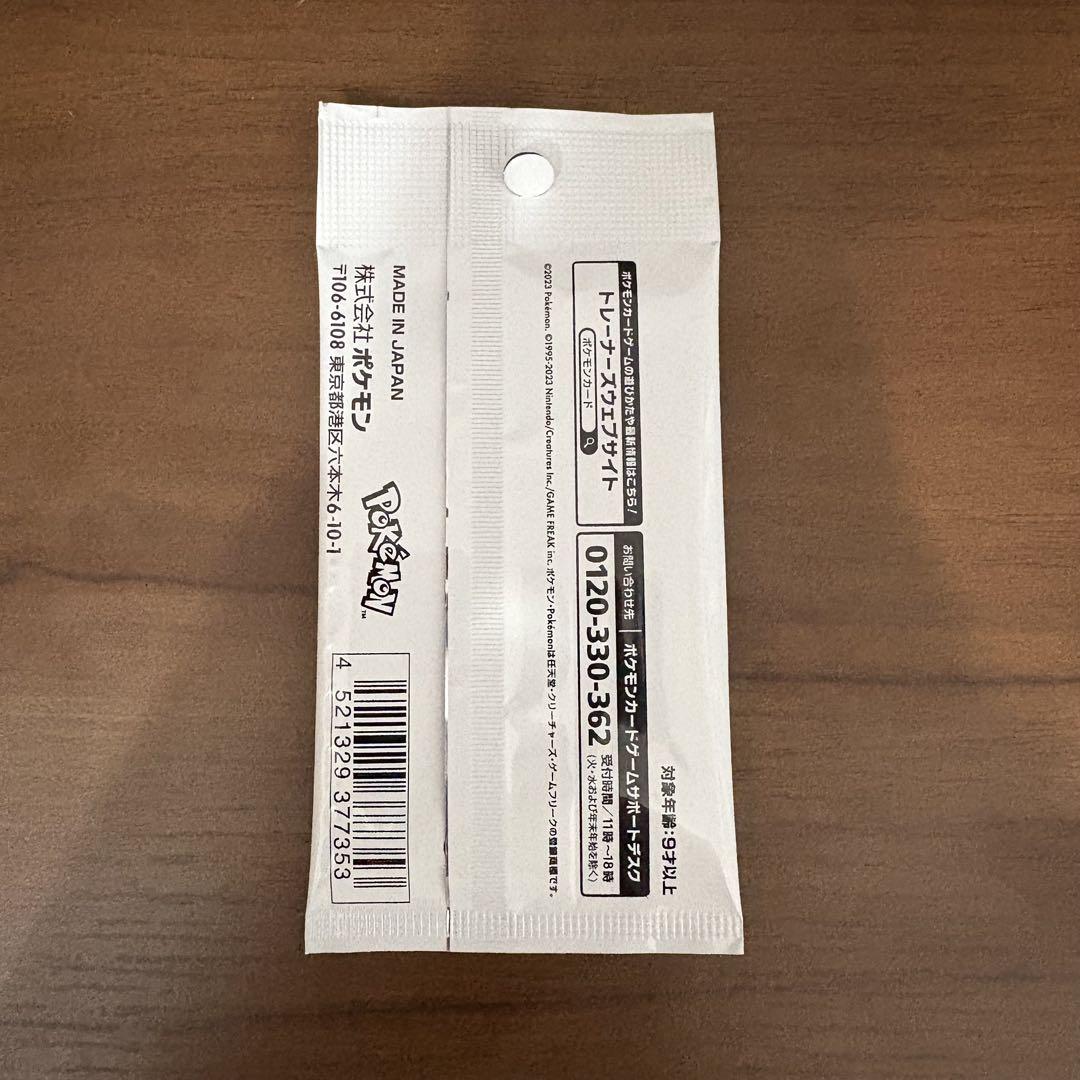 対象年齢：9才以上
ポケモンカードゲームの遊びかたや最新情報はこちら！
トレーナーズウェブサイト
ポケモンカード
お問い合わせ先 | ポケモンカードゲームサポートデスク
0120-330-362 受付時間／11時～18時
（火・水および年末年始を除く）
©2023 Pokémon. ©1995-2023 Nintendo/Creatures Inc./GAME FREAK inc. ポケモン・Pokémonは任天堂・クリーチャーズ・ゲームフリークの登録商標です。
MADE IN JAPAN
株式会社 ポケモン
〒106-6108 東京都港区六本木6-10-1
POKéMON™
4 521329 377353